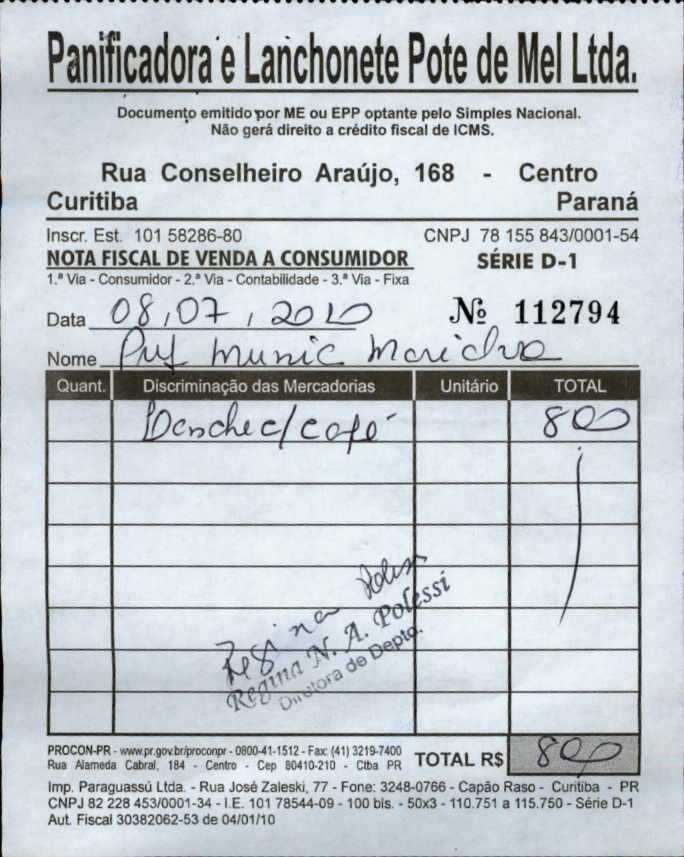 Panificadora e Lanchonete Pote de Mel Ltda.
Documento emitido por ME ou EPP optante pelo Simples Nacional.
Não gerá direito a crédito fiscal de ICMS.
Rua Conselheiro Araújo, 168 - Centro
Curitiba Paraná
Inscr. Est. 101 58286-80 CNPJ 78 155 843/0001-54
NOTA FISCAL DE VENDA A CONSUMIDOR SÉRIE D-1
1.ª Via - Consumidor - 2.ª Via - Contabilidade - 3.ª Via - Fixa
Data 08, 07, 2010 Nº 112794
Nome Pref Munic
Quant. Discriminação das Mercadorias Unitário TOTAL
c/ café 800
Regina
Regina N. A. Polessi
Diretora de Depto.
PROCON-PR - www.pr.gov.br/proconpr - 0800-41-1512 - Fax: (41) 3219-7400
Rua Alameda Cabral, 184 - Centro - Cep 80410-210 - Ctba PR
TOTAL R$ 800
Imp. Paraguassú Ltda. - Rua José Zaleski, 77 - Fone: 3248-0766 - Capão Raso - Curitiba - PR
CNPJ 82 228 453/0001-34 - I.E. 101 78544-09 - 100 bls. - 50x3 - 110.751 a 115.750 - Série D-1
Aut. Fiscal 30382062-53 de 04/01/10